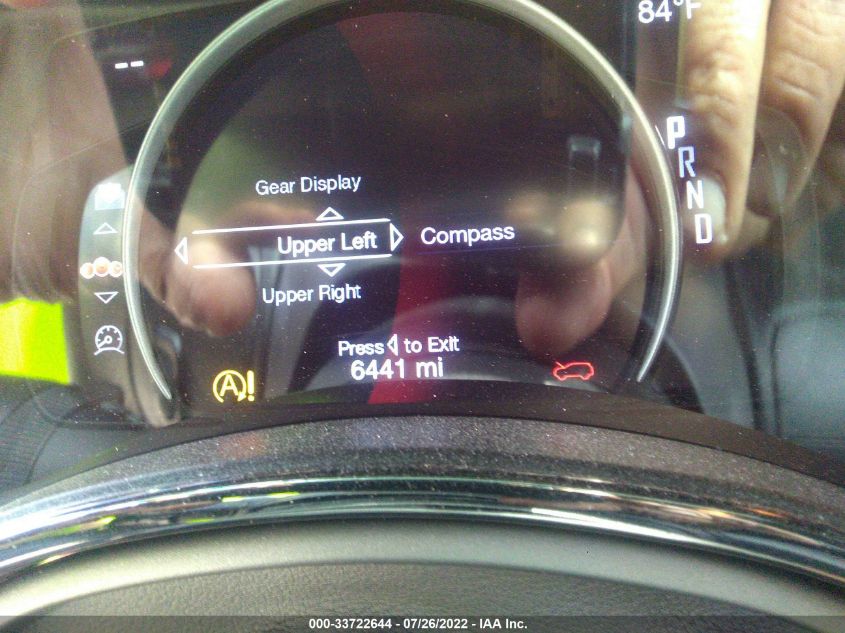 84°F
--
P
R
N
D
Gear Display
Upper Left Compass
Upper Right
Press ◁ to Exit
6441 mi
A!
000-33722644 - 07/26/2022 - IAA Inc.